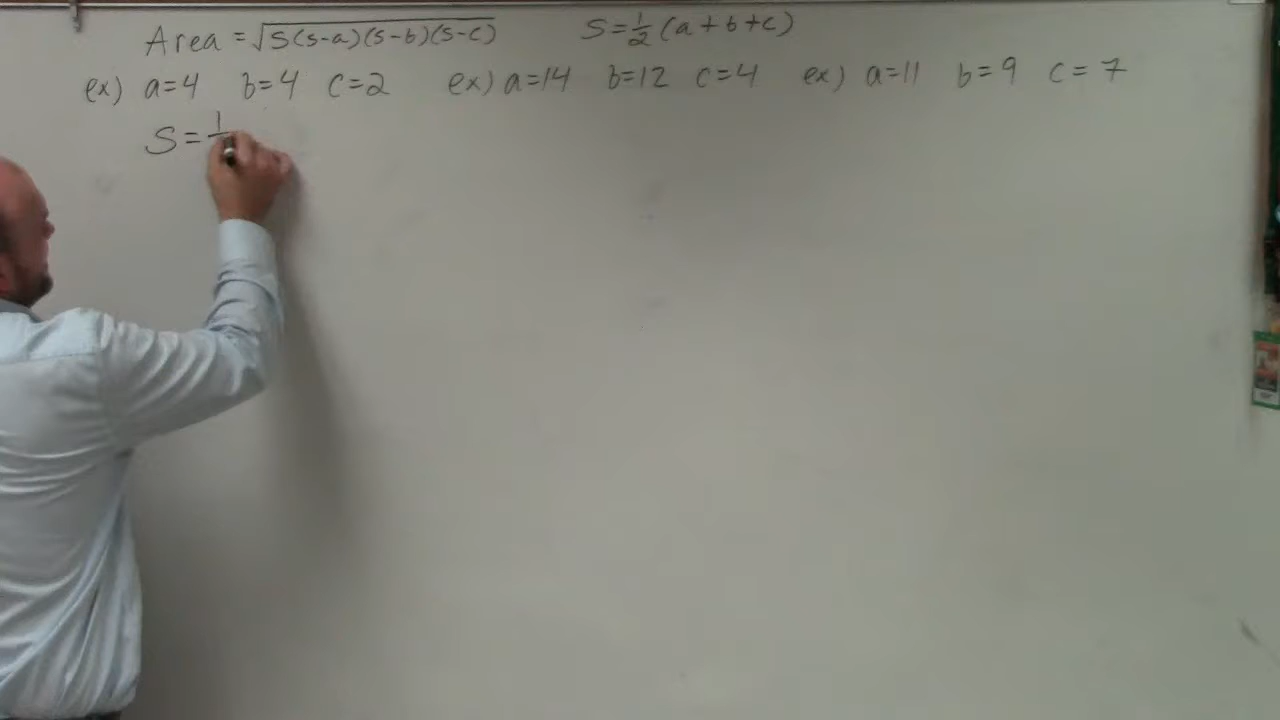 Area = √S(s-a)(s-b)(s-c) S = 1/2 (a+b+c)
ex) a=4 b=4 c=2 ex) a=14 b=12 c=4 ex) a=11 b=9 c=7
S = 1